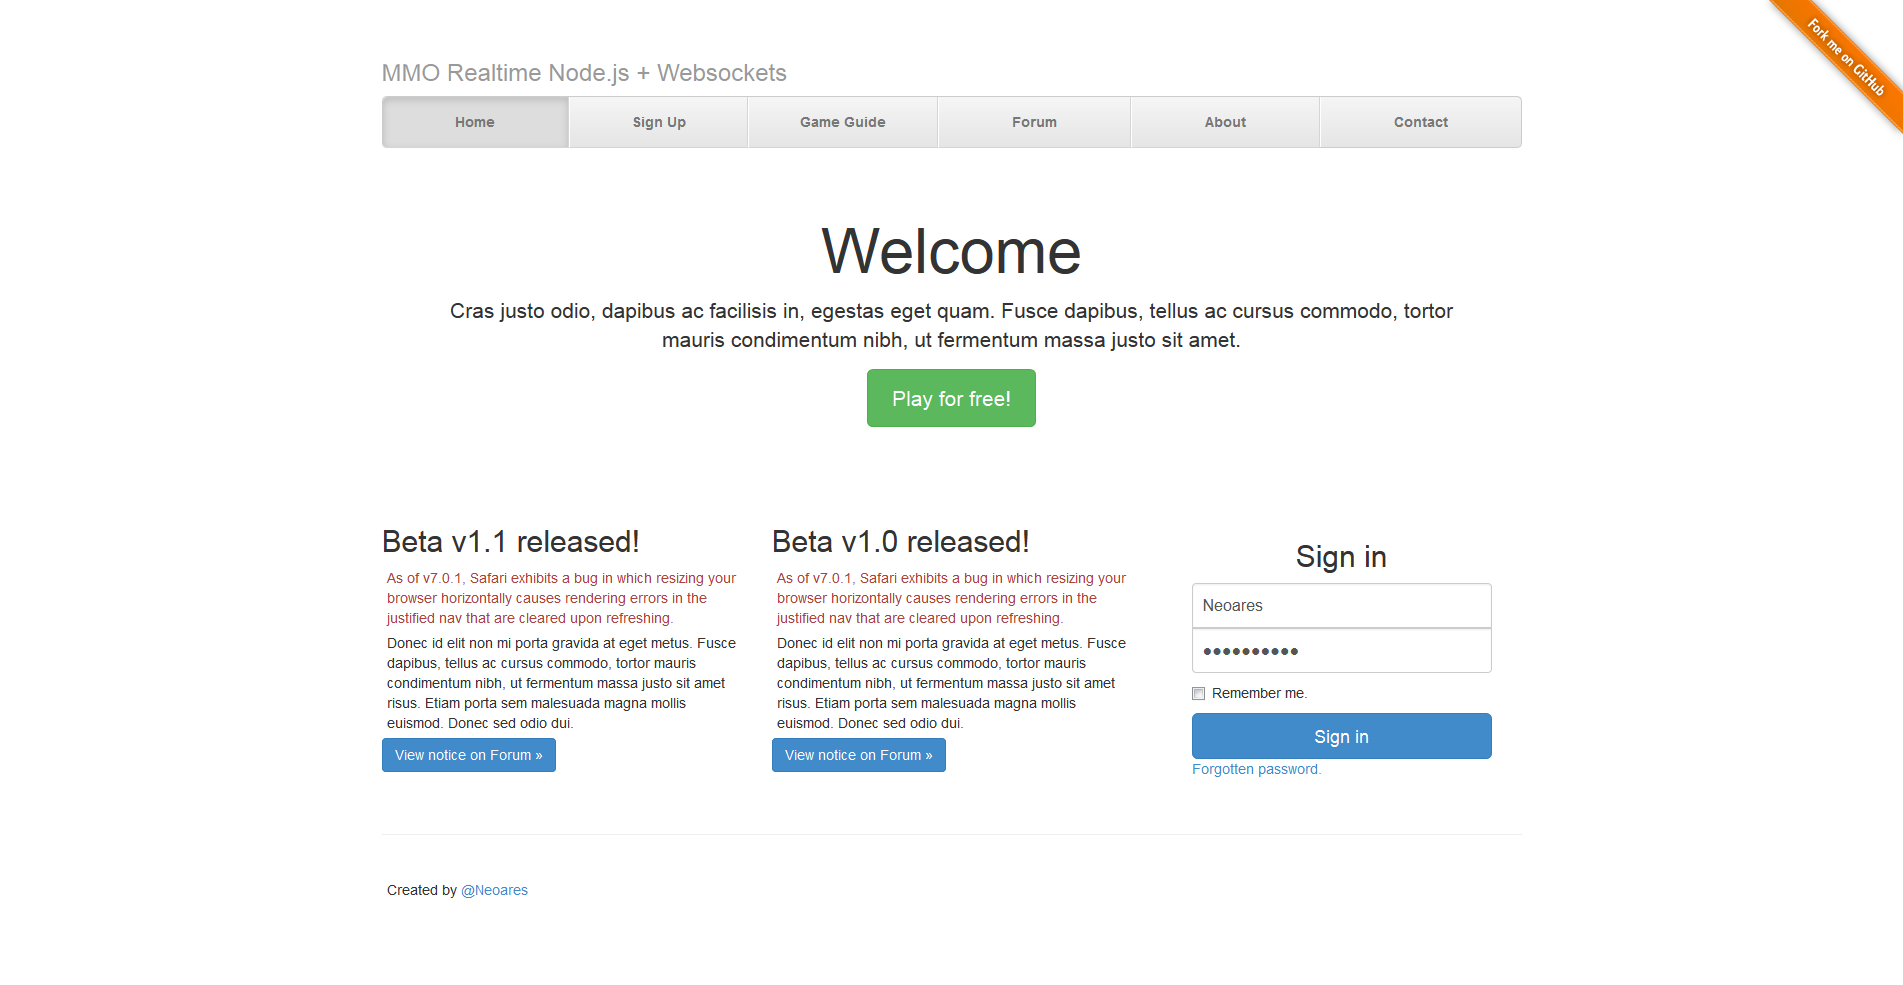 Fork me on GitHub
MMO Realtime Node.js + Websockets
Home
Sign Up
Game Guide
Forum
About
Contact
Welcome
Cras justo odio, dapibus ac facilisis in, egestas eget quam. Fusce dapibus, tellus ac cursus commodo, tortor
mauris condimentum nibh, ut fermentum massa justo sit amet.
Play for free!
Beta v1.1 released!
As of v7.0.1, Safari exhibits a bug in which resizing your
browser horizontally causes rendering errors in the
justified nav that are cleared upon refreshing.
Donec id elit non mi porta gravida at eget metus. Fusce
dapibus, tellus ac cursus commodo, tortor mauris
condimentum nibh, ut fermentum massa justo sit amet
risus. Etiam porta sem malesuada magna mollis
euismod. Donec sed odio dui.
View notice on Forum »
Beta v1.0 released!
As of v7.0.1, Safari exhibits a bug in which resizing your
browser horizontally causes rendering errors in the
justified nav that are cleared upon refreshing.
Donec id elit non mi porta gravida at eget metus. Fusce
dapibus, tellus ac cursus commodo, tortor mauris
condimentum nibh, ut fermentum massa justo sit amet
risus. Etiam porta sem malesuada magna mollis
euismod. Donec sed odio dui.
View notice on Forum »
Sign in
Neoares
●●●●●●●●●●
Remember me.
Sign in
Forgotten password.
Created by @Neoares